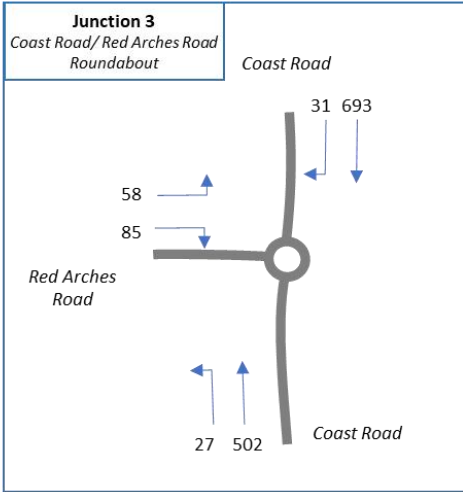 Junction 3
Coast Road/ Red Arches Road
Roundabout
Coast Road
31 693
58
85
Red Arches
Road
27 502
Coast Road